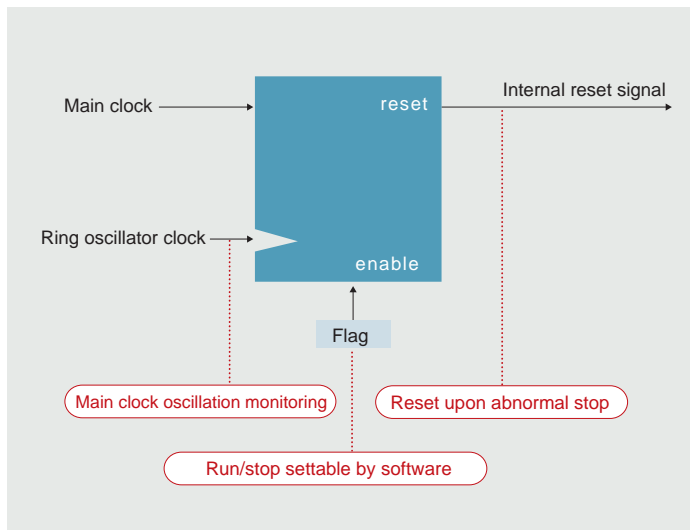 Internal reset signal
Main clock
reset
Ring oscillator clock
enable
Flag
Main clock oscillation monitoring
Reset upon abnormal stop
Run/stop settable by software